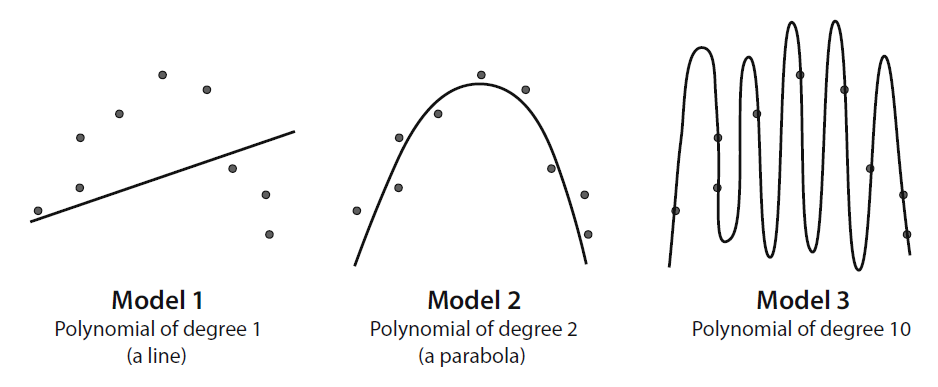 Model 1
Polynomial of degree 1
(a line)
Model 2
Polynomial of degree 2
(a parabola)
Model 3
Polynomial of degree 10